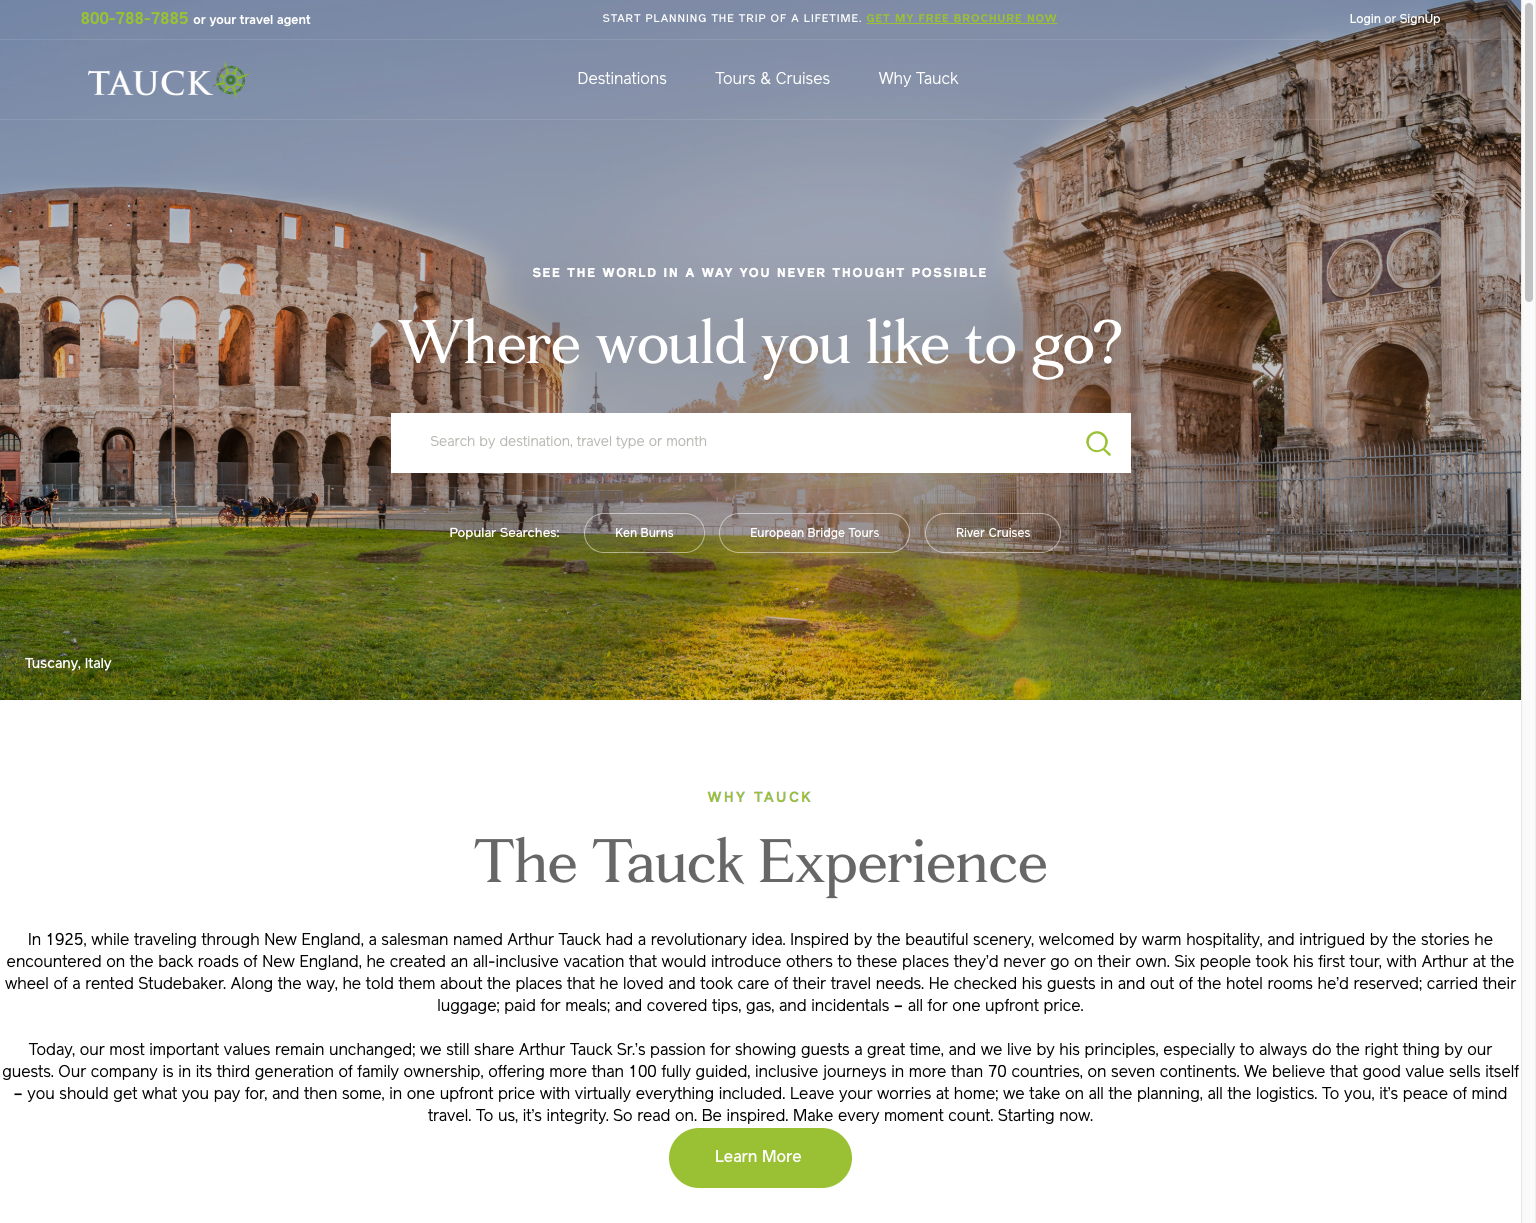 800-788-7885 or your travel agent
START PLANNING THE TRIP OF A LIFETIME. GET MY FREE BROCHURE NOW
Login or SignUp
TAUCK
Destinations
Tours & Cruises
Why Tauck
SEE THE WORLD IN A WAY YOU NEVER THOUGHT POSSIBLE
Where would you like to go?
Search by destination, travel type or month
Popular Searches:
Ken Burns
European Bridge Tours
River Cruises
Tuscany, Italy
WHY TAUCK
The Tauck Experience
In 1925, while traveling through New England, a salesman named Arthur Tauck had a revolutionary idea. Inspired by the beautiful scenery, welcomed by warm hospitality, and intrigued by the stories he
encountered on the back roads of New England, he created an all-inclusive vacation that would introduce others to these places they'd never go on their own. Six people took his first tour, with Arthur at the
wheel of a rented Studebaker. Along the way, he told them about the places that he loved and took care of their travel needs. He checked his guests in and out of the hotel rooms he'd reserved; carried their
luggage; paid for meals; and covered tips, gas, and incidentals – all for one upfront price.
Today, our most important values remain unchanged; we still share Arthur Tauck Sr.'s passion for showing guests a great time, and we live by his principles, especially to always do the right thing by our
guests. Our company is in its third generation of family ownership, offering more than 100 fully guided, inclusive journeys in more than 70 countries, on seven continents. We believe that good value sells itself
– you should get what you pay for, and then some, in one upfront price with virtually everything included. Leave your worries at home; we take on all the planning, all the logistics. To you, it's peace of mind
travel. To us, it's integrity. So read on. Be inspired. Make every moment count. Starting now.
Learn More